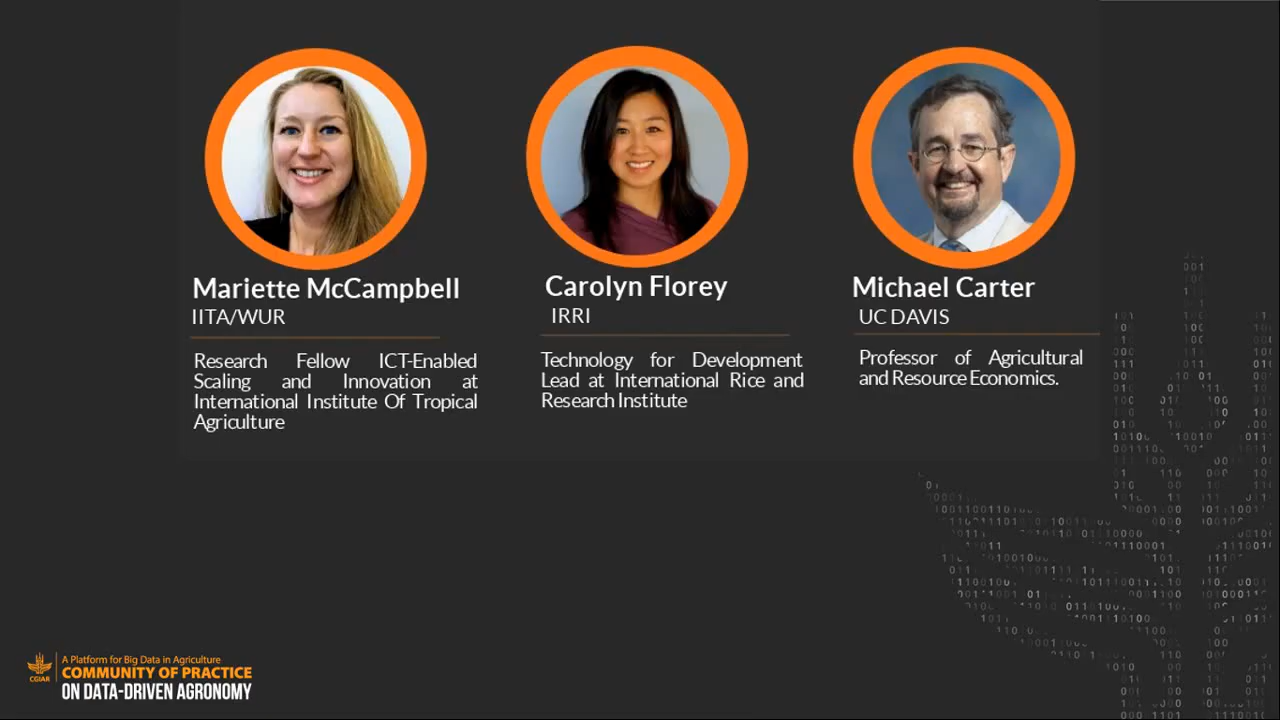 Mariette McCampbell
IITA/WUR
Research Fellow ICT-Enabled
Scaling and Innovation at
International Institute Of Tropical
Agriculture
Carolyn Florey
IRRI
Technology for Development
Lead at International Rice and
Research Institute
Michael Carter
UC DAVIS
Professor of Agricultural
and Resource Economics.
CGIAR
A Platform for Big Data in Agriculture
COMMUNITY OF PRACTICE
ON DATA-DRIVEN AGRONOMY